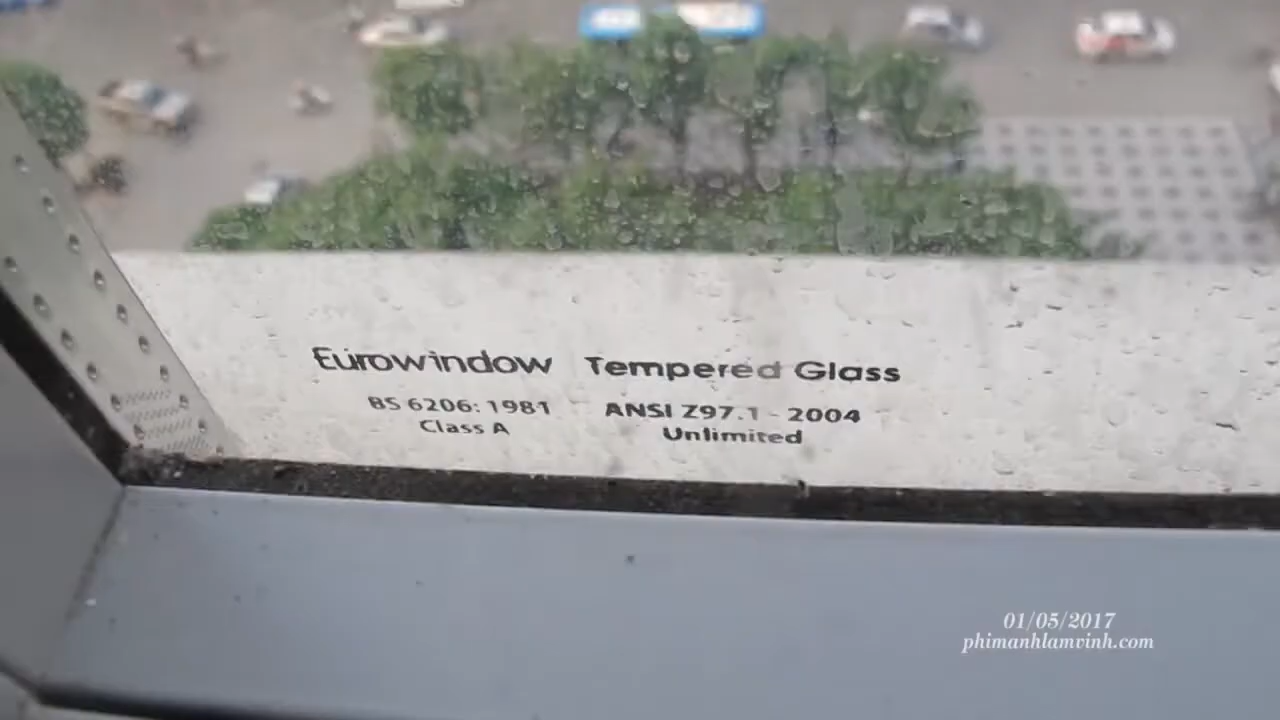 Eurowindow Tempered Glass
BS 6206: 1981 ANSI Z97.1 - 2004
Class A Unlimited
01/05/2017
phimanhlamvinh.com